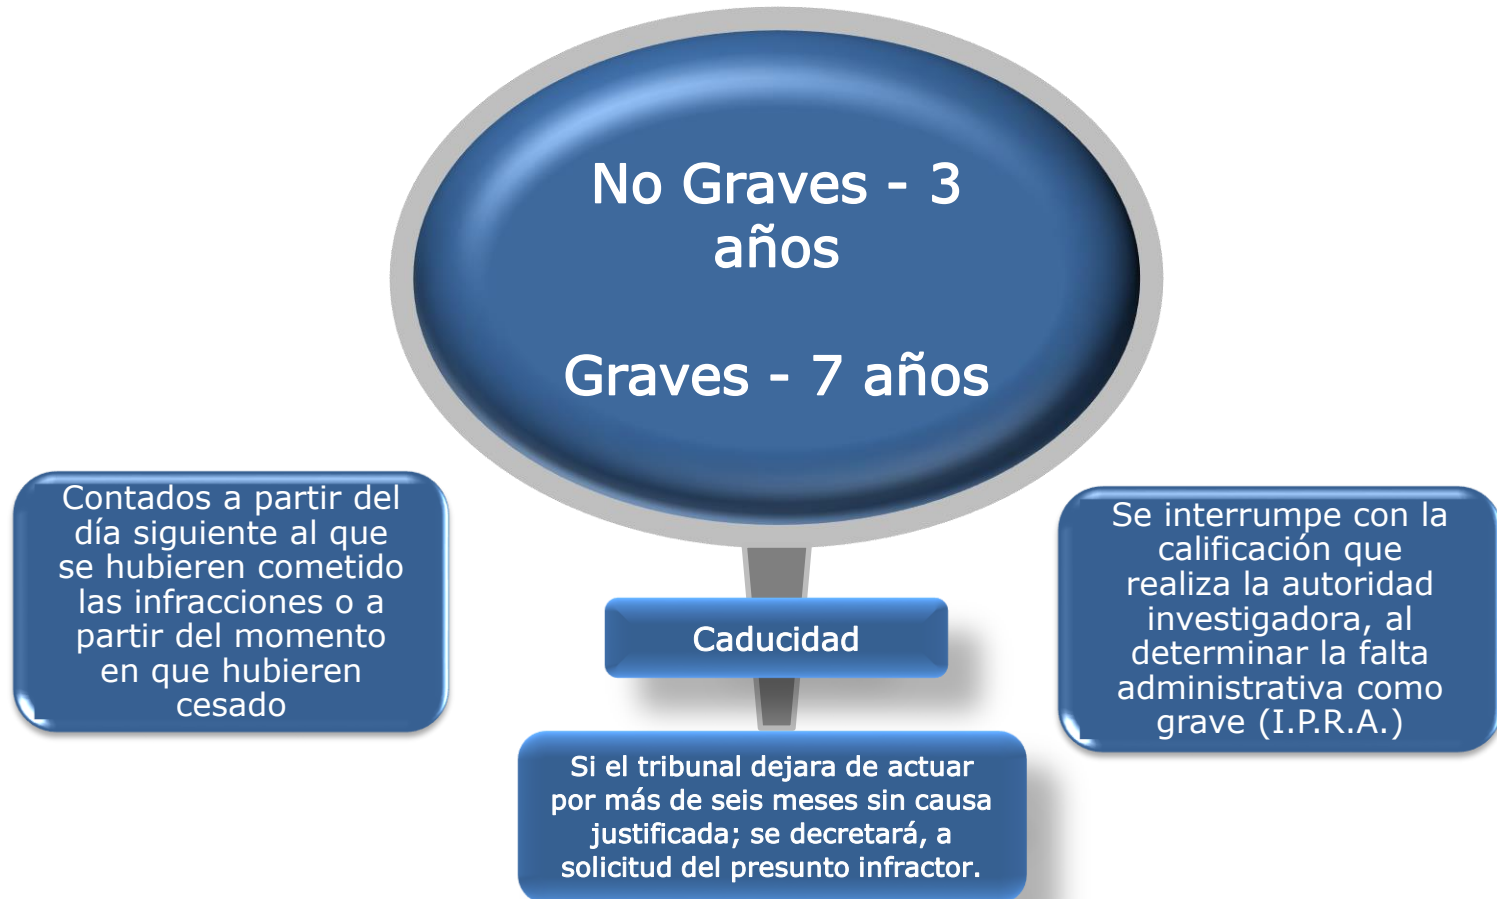 No Graves - 3
años
Graves - 7 años
Contados a partir del
día siguiente al que
se hubieren cometido
las infracciones o a
partir del momento
en que hubieren
cesado
Caducidad
Si el tribunal dejara de actuar
por más de seis meses sin causa
justificada; se decretará, a
solicitud del presunto infractor.
Se interrumpe con la
calificación que
realiza la autoridad
investigadora, al
determinar la falta
administrativa como
grave (I.P.R.A.)